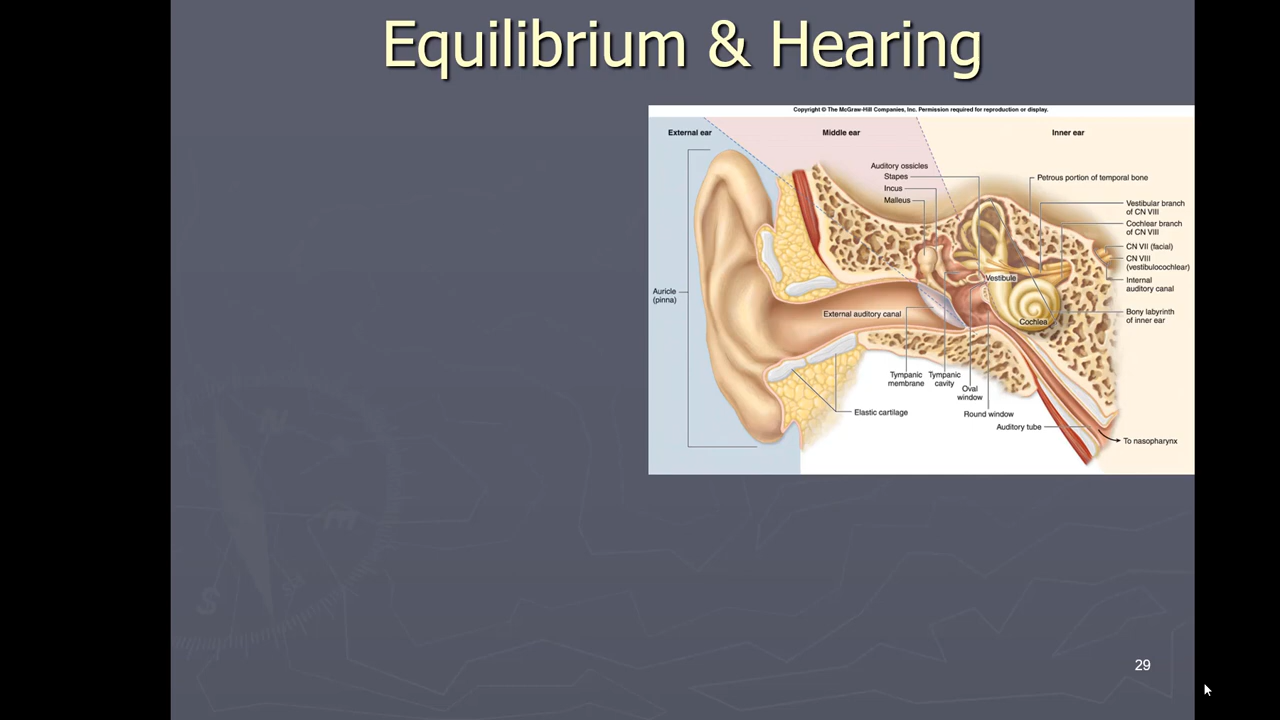 Equilibrium & Hearing
Copyright © The McGraw-Hill Companies, Inc. Permission required for reproduction or display.
External ear
Middle ear
Inner ear
Auditory ossicles
Stapes
Incus
Malleus
Petrous portion of temporal bone
Vestibular branch
of CN VIII
Cochlear branch
of CN VIII
CN VII (facial)
CN VIII
(vestibulocochlear)
Internal
auditory canal
Bony labyrinth
of inner ear
Vestibule
Cochlea
Auricle
(pinna)
External auditory canal
Tympanic
membrane
Tympanic
cavity
Oval
window
Round window
Auditory tube
Elastic cartilage
To nasopharynx
S
29